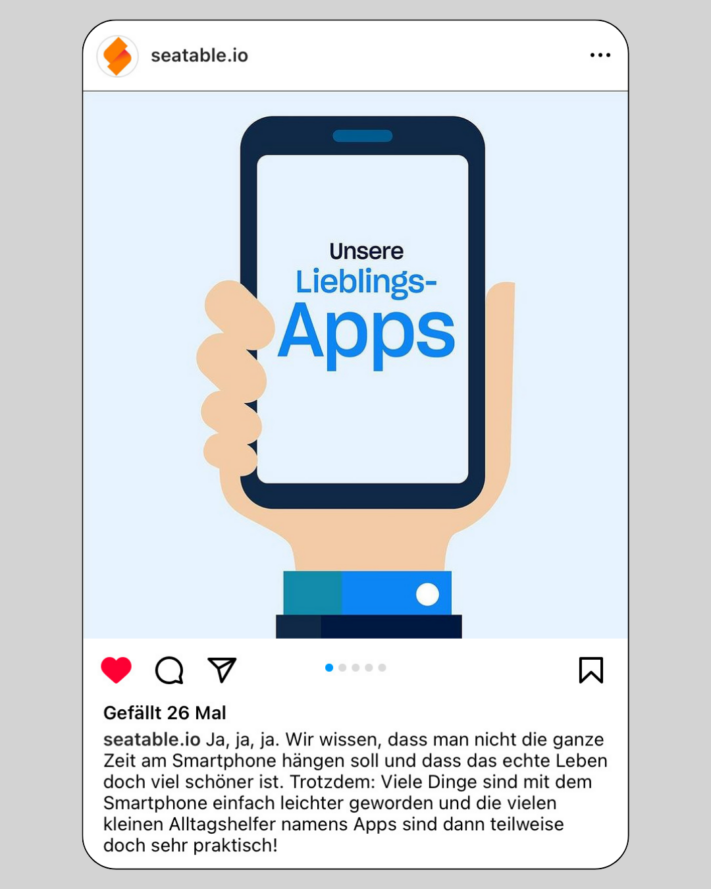 seatable.io
Unsere
Lieblings-
Apps
Gefällt 26 Mal
seatable.io Ja, ja, ja. Wir wissen, dass man nicht die ganze
Zeit am Smartphone hängen soll und dass das echte Leben
doch viel schöner ist. Trotzdem: Viele Dinge sind mit dem
Smartphone einfach leichter geworden und die vielen
kleinen Alltagshelfer namens Apps sind dann teilweise
doch sehr praktisch!